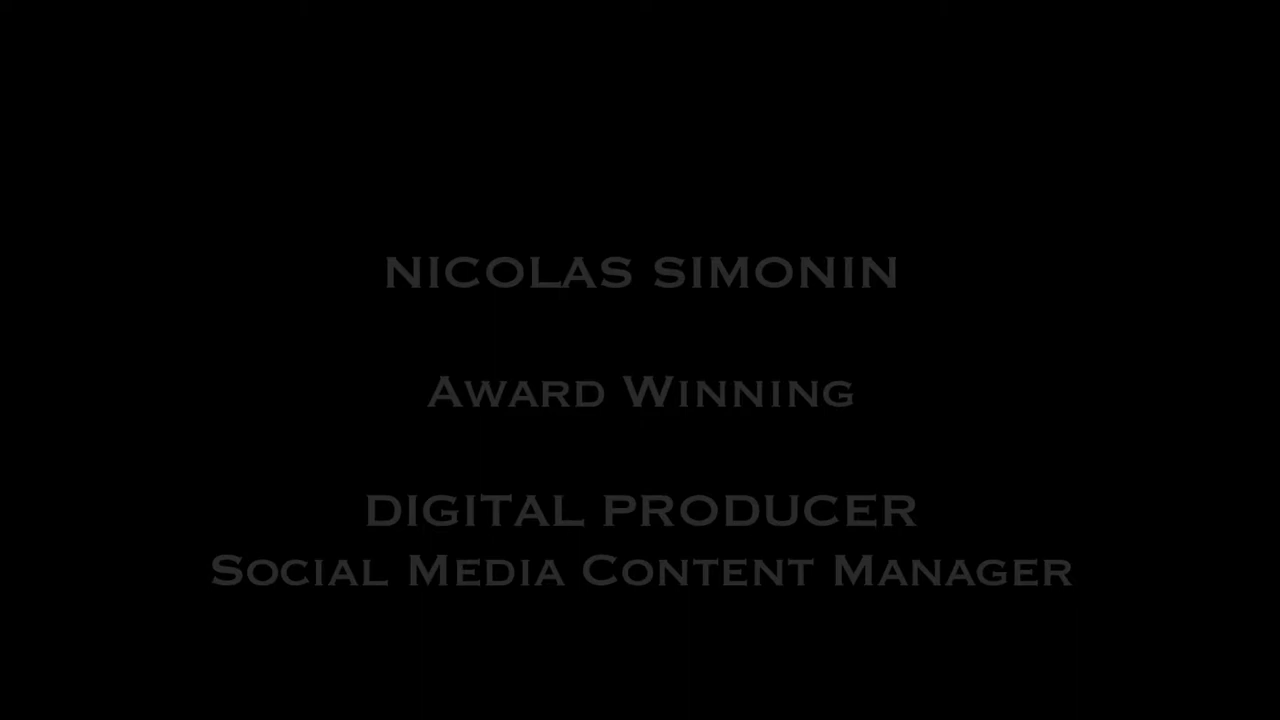 NICOLAS SIMONIN
Award Winning
DIGITAL PRODUCER
Social Media Content Manager